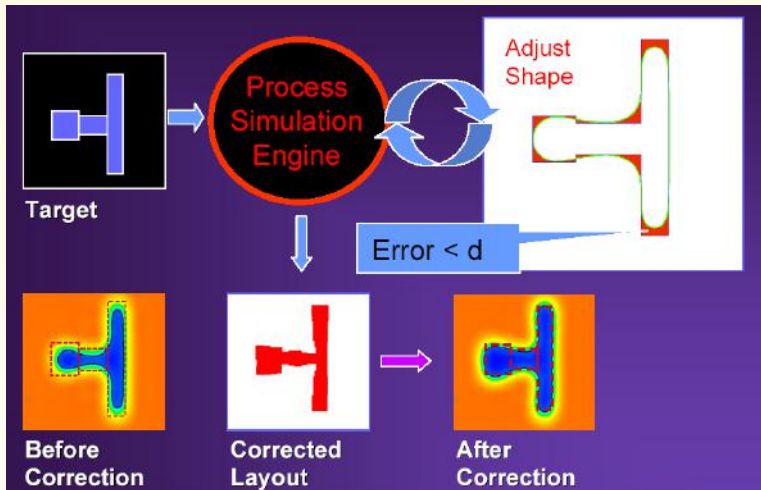 Process
Simulation
Engine
Adjust
Shape
Target
Error < d
Before
Correction
Corrected
Layout
After
Correction